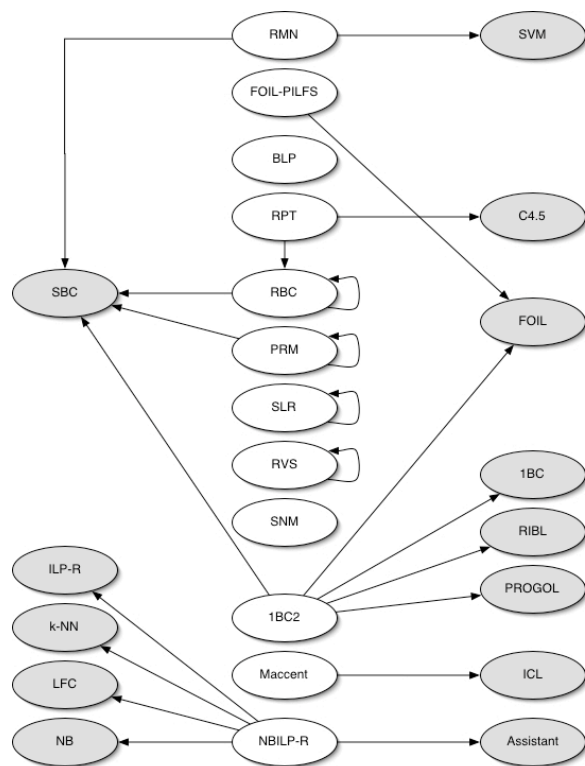 RMN
SVM
FOIL-PILFS
BLP
RPT
C4.5
SBC
RBC
FOIL
PRM
SLR
RVS
1BC
SNM
RIBL
ILP-R
PROGOL
1BC2
k-NN
Maccent
ICL
LFC
NB
NBILP-R
Assistant